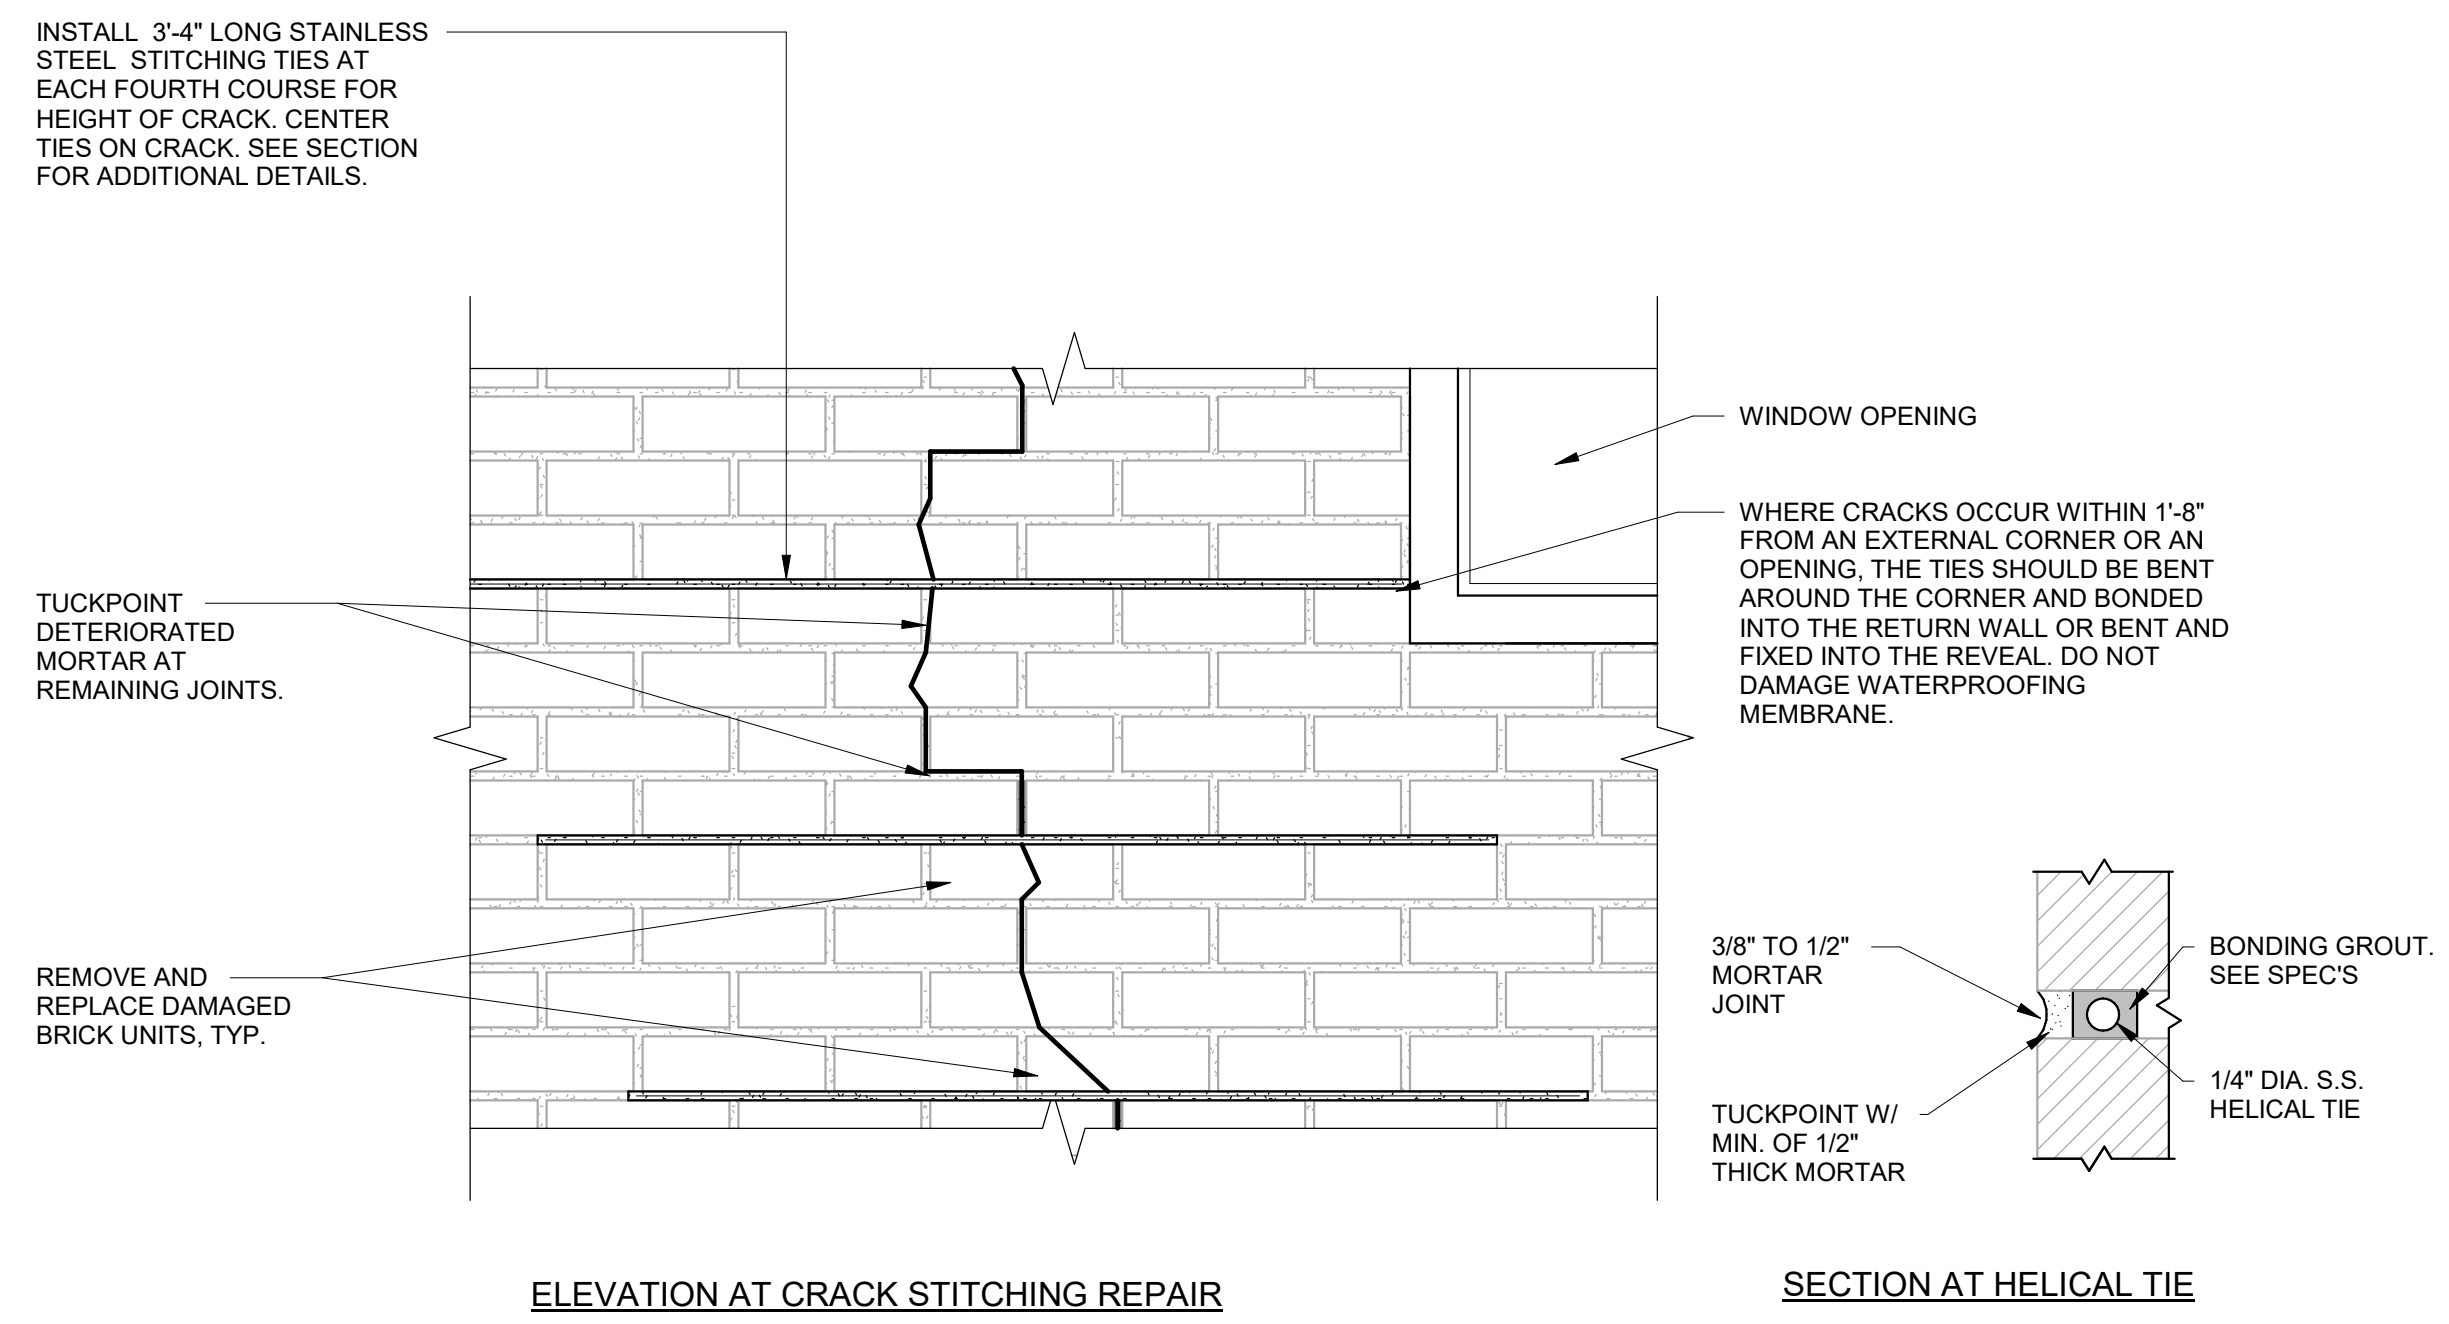 INSTALL  3'-4" LONG STAINLESS
STEEL  STITCHING TIES AT
EACH FOURTH COURSE FOR
HEIGHT OF CRACK. CENTER
TIES ON CRACK. SEE SECTION
FOR ADDITIONAL DETAILS.
TUCKPOINT
DETERIORATED
MORTAR AT
REMAINING JOINTS.
REMOVE AND
REPLACE DAMAGED
BRICK UNITS, TYP.
WINDOW OPENING
WHERE CRACKS OCCUR WITHIN 1'-8"
FROM AN EXTERNAL CORNER OR AN
OPENING, THE TIES SHOULD BE BENT
AROUND THE CORNER AND BONDED
INTO THE RETURN WALL OR BENT AND
FIXED INTO THE REVEAL. DO NOT
DAMAGE WATERPROOFING
MEMBRANE.
3/8" TO 1/2"
MORTAR
JOINT
TUCKPOINT W/
MIN. OF 1/2"
THICK MORTAR
BONDING GROUT.
SEE SPEC'S
1/4" DIA. S.S.
HELICAL TIE
ELEVATION AT CRACK STITCHING REPAIR
SECTION AT HELICAL TIE